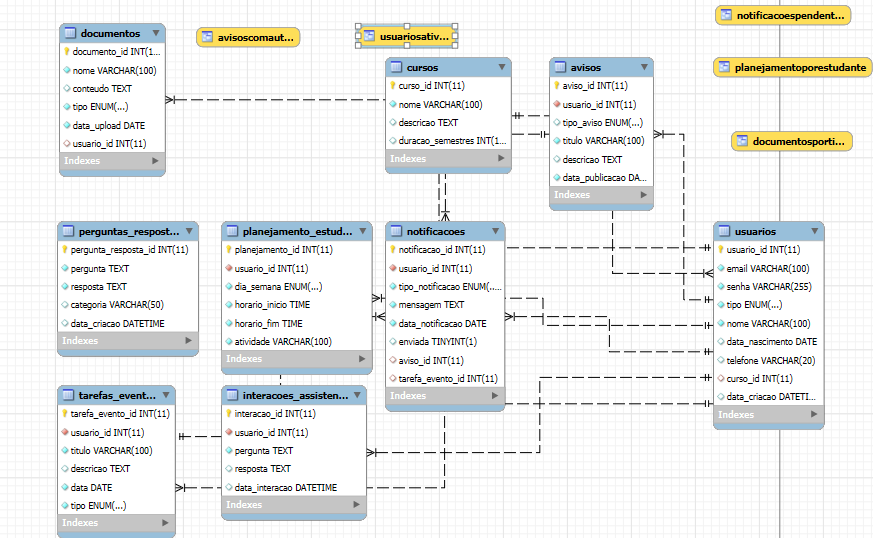 documentos
documento_id INT(1...
nome VARCHAR(100)
conteudo TEXT
tipo ENUM(...)
data_upload DATE
usuario_id INT(11)
Indexes
avisoscomaut...
usuariosativ...
notificacoespendent...
planejamentoporestudante
documentosporti...
cursos
curso_id INT(11)
nome VARCHAR(100)
descricao TEXT
duracao_semestres INT(1...
Indexes
avisos
aviso_id INT(11)
usuario_id INT(11)
tipo_aviso ENUM(...)
titulo VARCHAR(100)
descricao TEXT
data_publicacao DA...
Indexes
perguntas_respost...
pergunta_resposta_id INT(11)
pergunta TEXT
resposta TEXT
categoria VARCHAR(50)
data_criacao DATETIME
Indexes
planejamento_estud...
planejamento_id INT(11)
usuario_id INT(11)
dia_semana ENUM(...)
horario_inicio TIME
horario_fim TIME
atividade VARCHAR(100)
Indexes
notificacoes
notificacao_id INT(11)
usuario_id INT(11)
tipo_notificacao ENUM(...
mensagem TEXT
data_notificacao DATE
enviada TINYINT(1)
aviso_id INT(11)
tarefa_evento_id INT(11)
Indexes
usuarios
usuario_id INT(11)
email VARCHAR(100)
senha VARCHAR(255)
tipo ENUM(...)
nome VARCHAR(100)
data_nascimento DATE
telefone VARCHAR(20)
curso_id INT(11)
data_criacao DATETI...
Indexes
tarefas_event...
tarefa_evento_id INT(11)
usuario_id INT(11)
titulo VARCHAR(100)
descricao TEXT
data DATE
tipo ENUM(...)
Indexes
interacoes_assisten...
interacao_id INT(11)
usuario_id INT(11)
pergunta TEXT
resposta TEXT
data_interacao DATETIME
Indexes